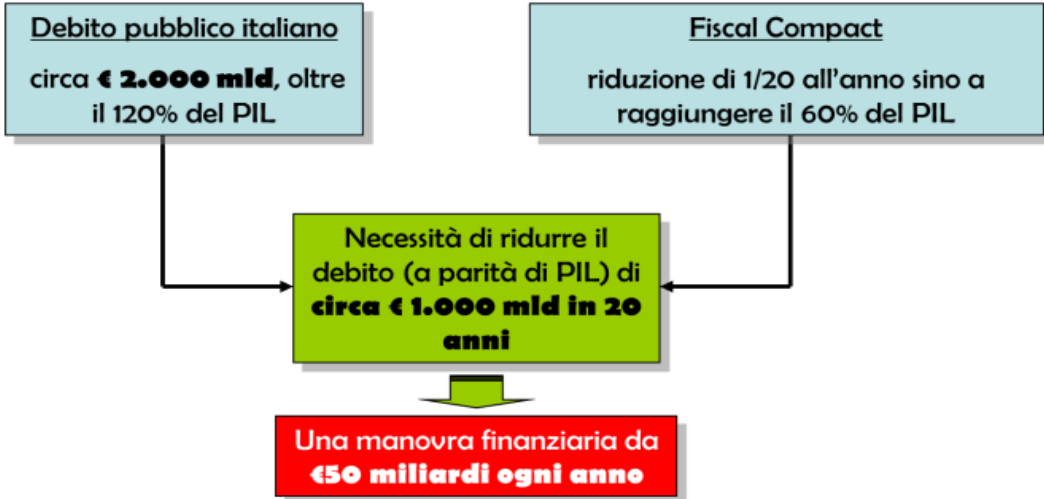 Debito pubblico italiano
circa € 2.000 mld, oltre
il 120% del PIL
Fiscal Compact
riduzione di 1/20 all'anno sino a
raggiungere il 60% del PIL
Necessità di ridurre il
debito (a parità di PIL) di
circa € 1.000 mld in 20
anni
Una manovra finanziaria da
€50 miliardi ogni anno